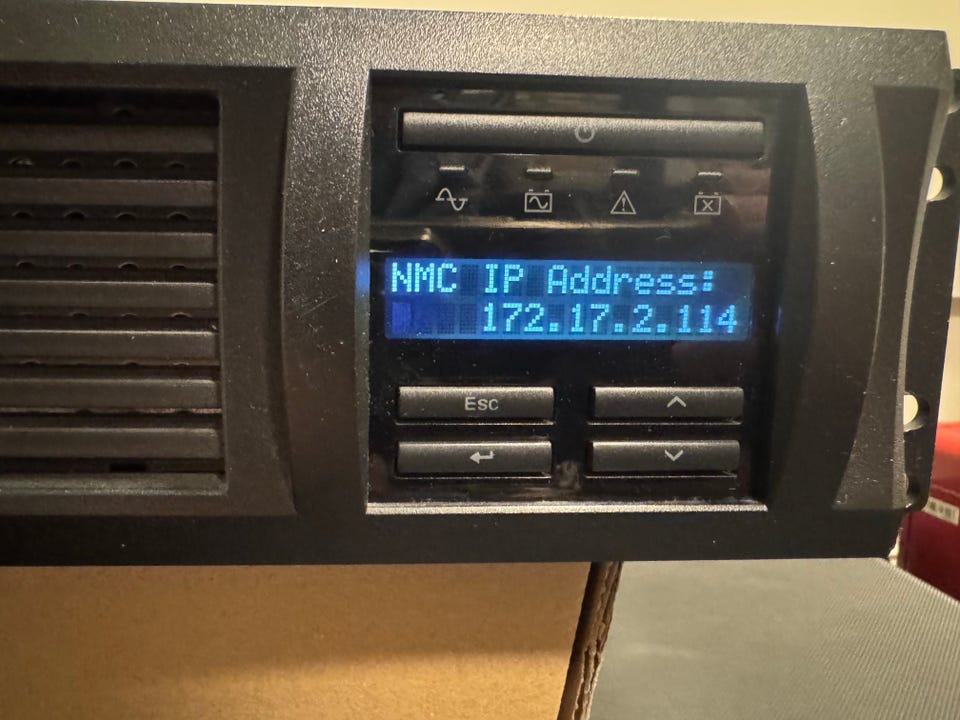 NMC IP Address:
172.17.2.114
Esc